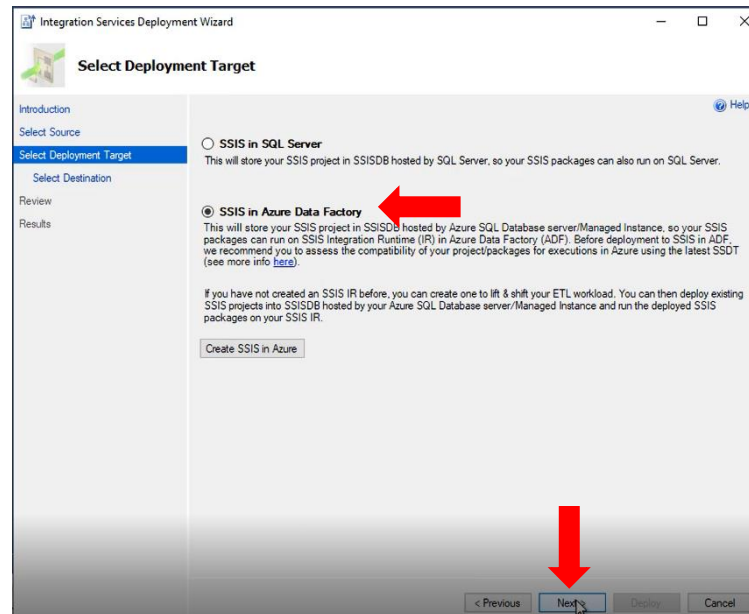 Integration Services Deployment Wizard
Select Deployment Target
Help
Introduction
Select Source
Select Deployment Target
Select Destination
Review
Results
SSIS in SQL Server
This will store your SSIS project in SSISDB hosted by SQL Server, so your SSIS packages can also run on SQL Server.
SSIS in Azure Data Factory
This will store your SSIS project in SSISDB hosted by Azure SQL Database server/Managed Instance, so your SSIS
packages can run on SSIS Integration Runtime (IR) in Azure Data Factory (ADF). Before deployment to SSIS in ADF,
we recommend you to assess the compatibility of your project/packages for executions in Azure using the latest SSDT
(see more info here).
If you have not created an SSIS IR before, you can create one to lift & shift your ETL workload. You can then deploy existing
SSIS projects into SSISDB hosted by your Azure SQL Database server/Managed Instance and run the deployed SSIS
packages on your SSIS IR.
Create SSIS in Azure
< Previous
Next >
Deploy
Cancel